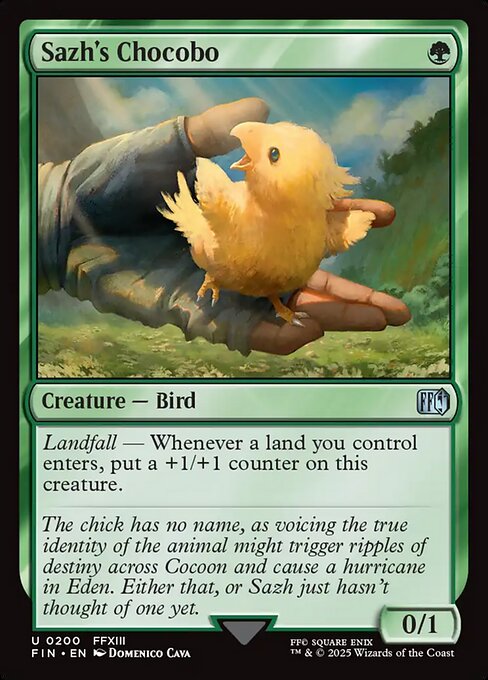 Sazh's Chocobo
Creature — Bird
FF
Landfall — Whenever a land you control
enters, put a +1/+1 counter on this
creature.
The chick has no name, as voicing the true
identity of the animal might trigger ripples of
destiny across Cocoon and cause a hurricane
in Eden. Either that, or Sazh just hasn't
thought of one yet.
0/1
U 0200 FFXIII
FIN • EN Domenico Cava
FF© SQUARE ENIX
™ & © 2025 Wizards of the Coast